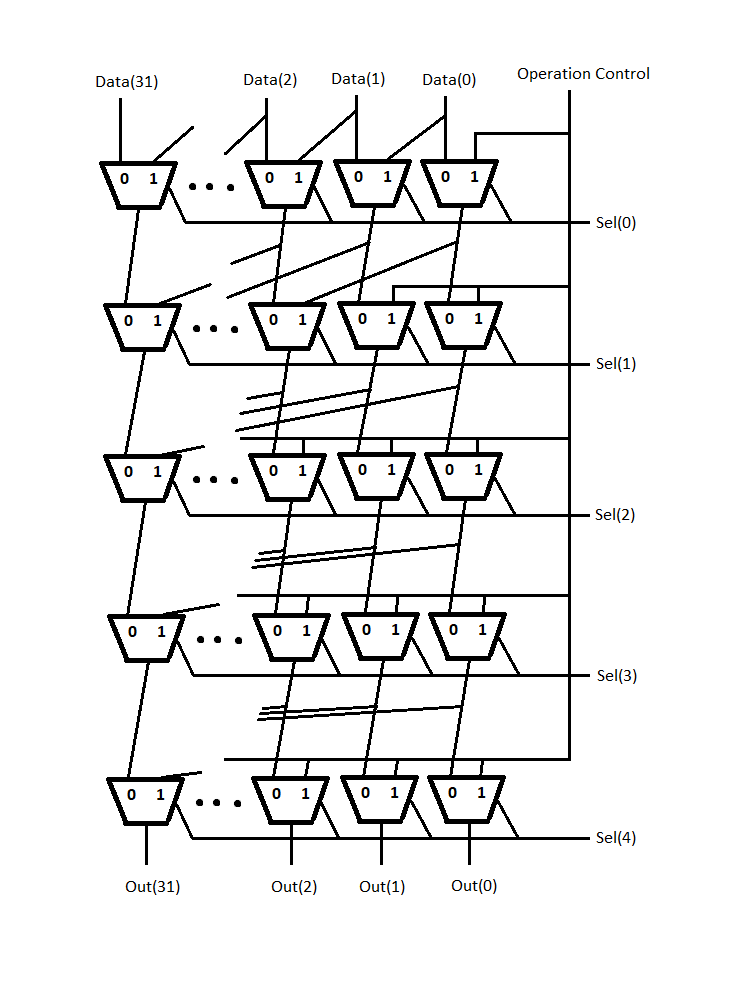 Data(31) Data(2) Data(1) Data(0) Operation Control
0 1 0 1 0 1 0 1
Sel(0)
0 1 0 1 0 1 0 1
Sel(1)
0 1 0 1 0 1 0 1
Sel(2)
0 1 0 1 0 1 0 1
Sel(3)
0 1 0 1 0 1 0 1
Sel(4)
Out(31) Out(2) Out(1) Out(0)